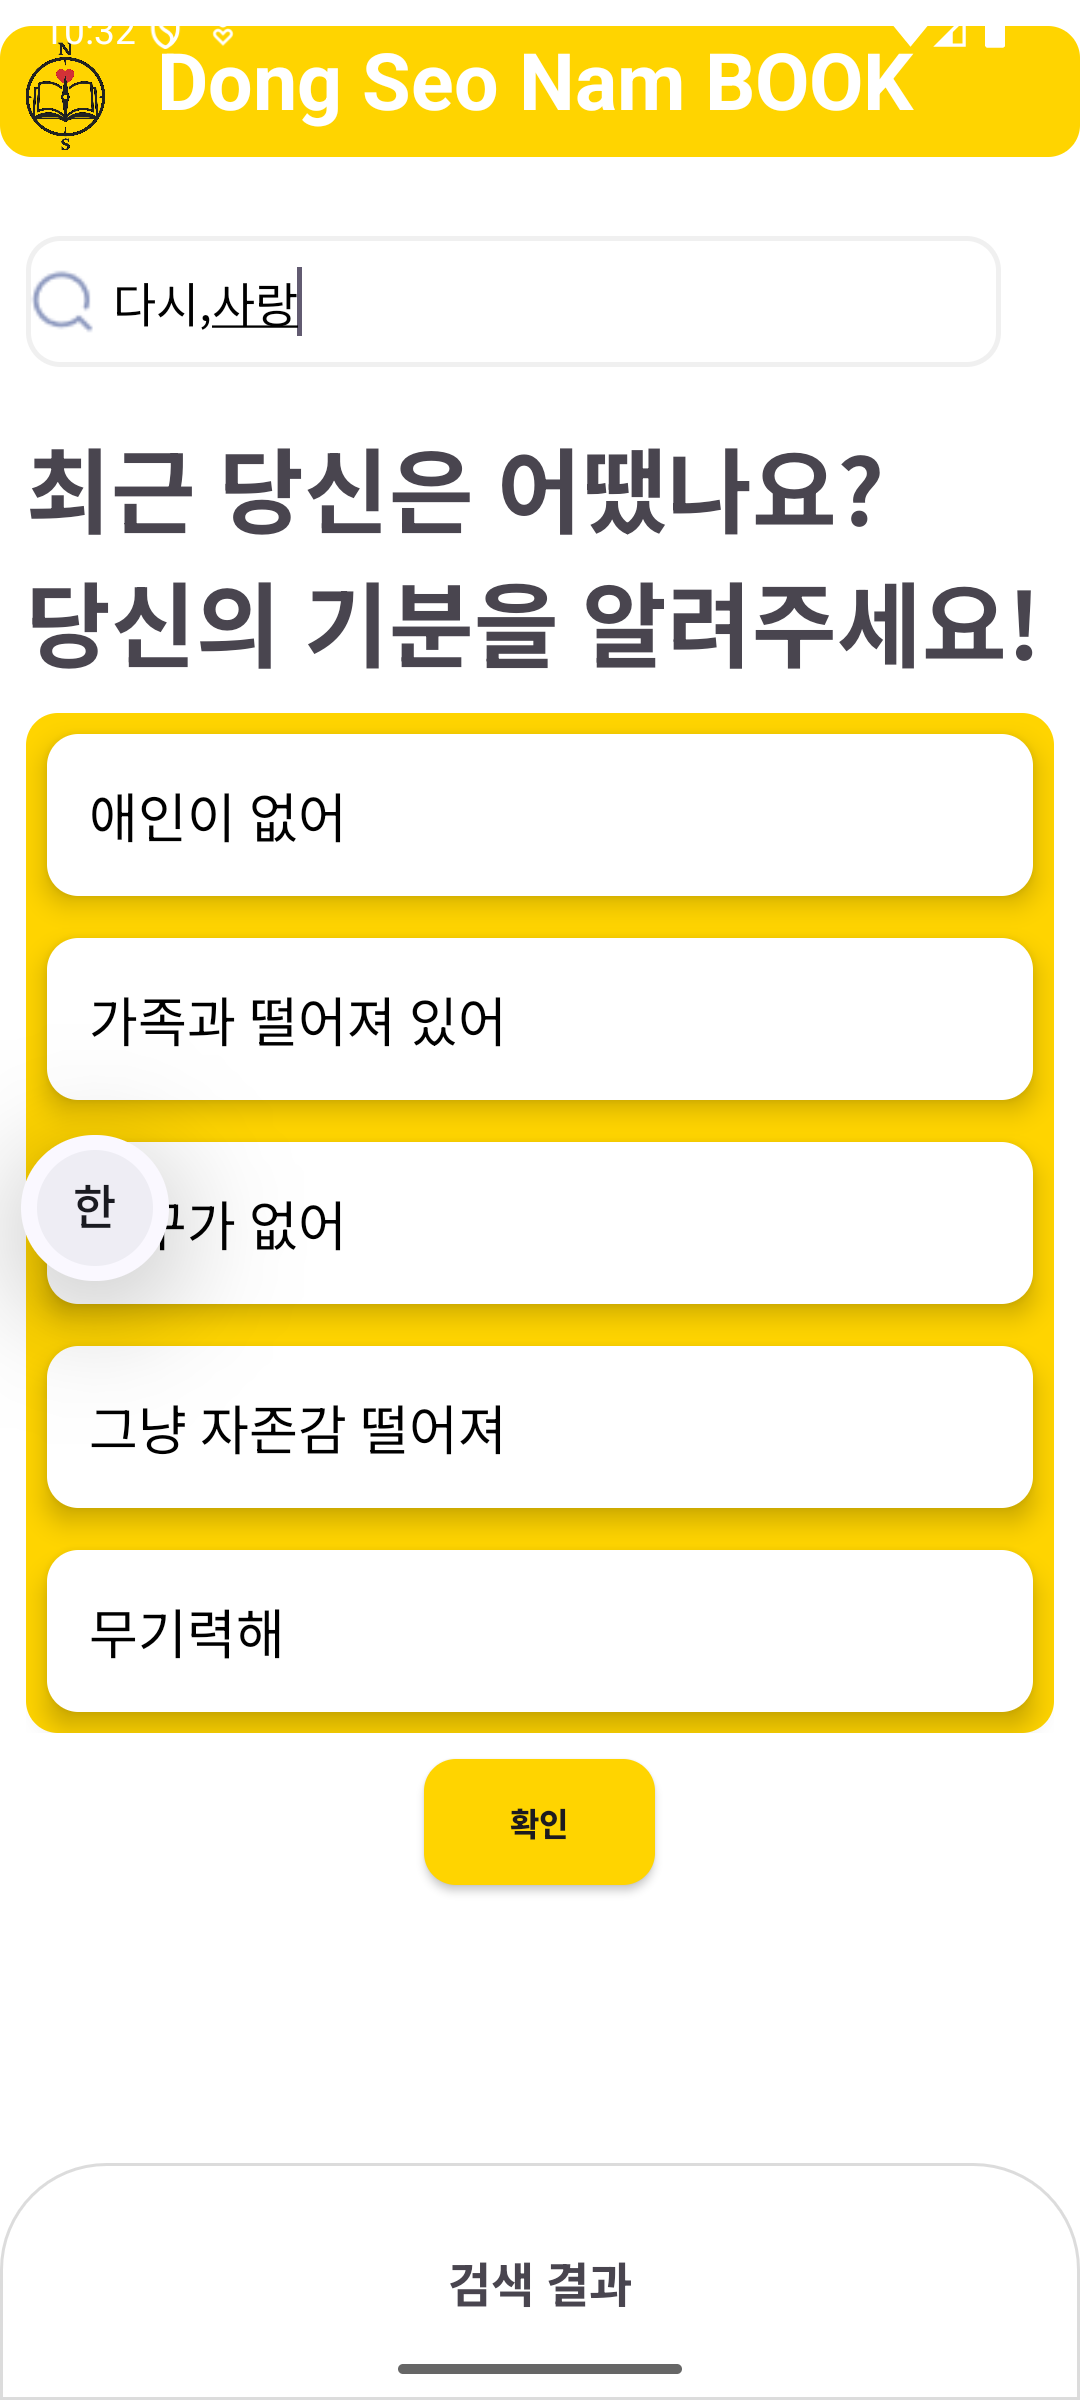 10:32
N
S
Dong Seo Nam BOOK
다시,사랑
최근 당신은 어땠나요?
당신의 기분을 알려주세요!
애인이 없어
가족과 떨어져 있어
한
없어
그냥 자존감 떨어져
무기력해
확인
검색 결과